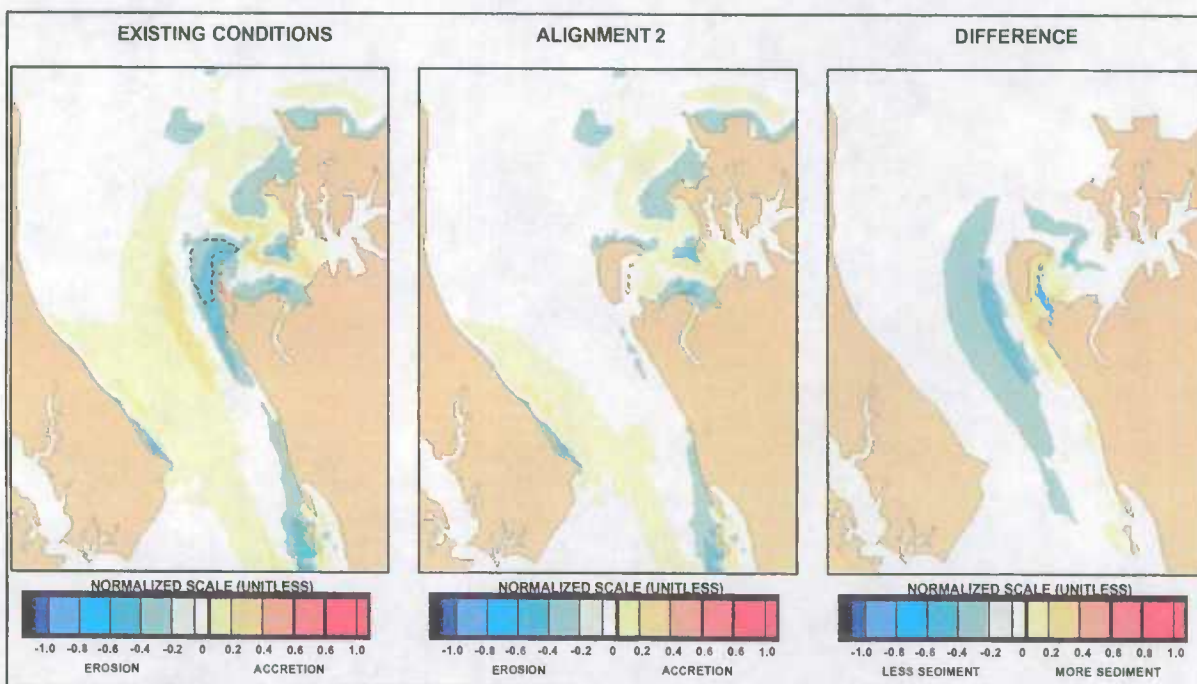 EXISTING CONDITIONS
ALIGNMENT 2
DIFFERENCE
NORMALIZED SCALE (UNITLESS)
-1.0 -0.8 -0.6 -0.4 -0.2 0 0.2 0.4 0.6 0.8 1.0
EROSION ACCRETION
NORMALIZED SCALE (UNITLESS)
-1.0 -0.8 -0.6 -0.4 -0.2 0 0.2 0.4 0.6 0.8 1.0
EROSION ACCRETION
NORMALIZED SCALE (UNITLESS)
-1.0 -0.8 -0.6 -0.4 -0.2 0 0.2 0.4 0.6 0.8 1.0
LESS SEDIMENT MORE SEDIMENT